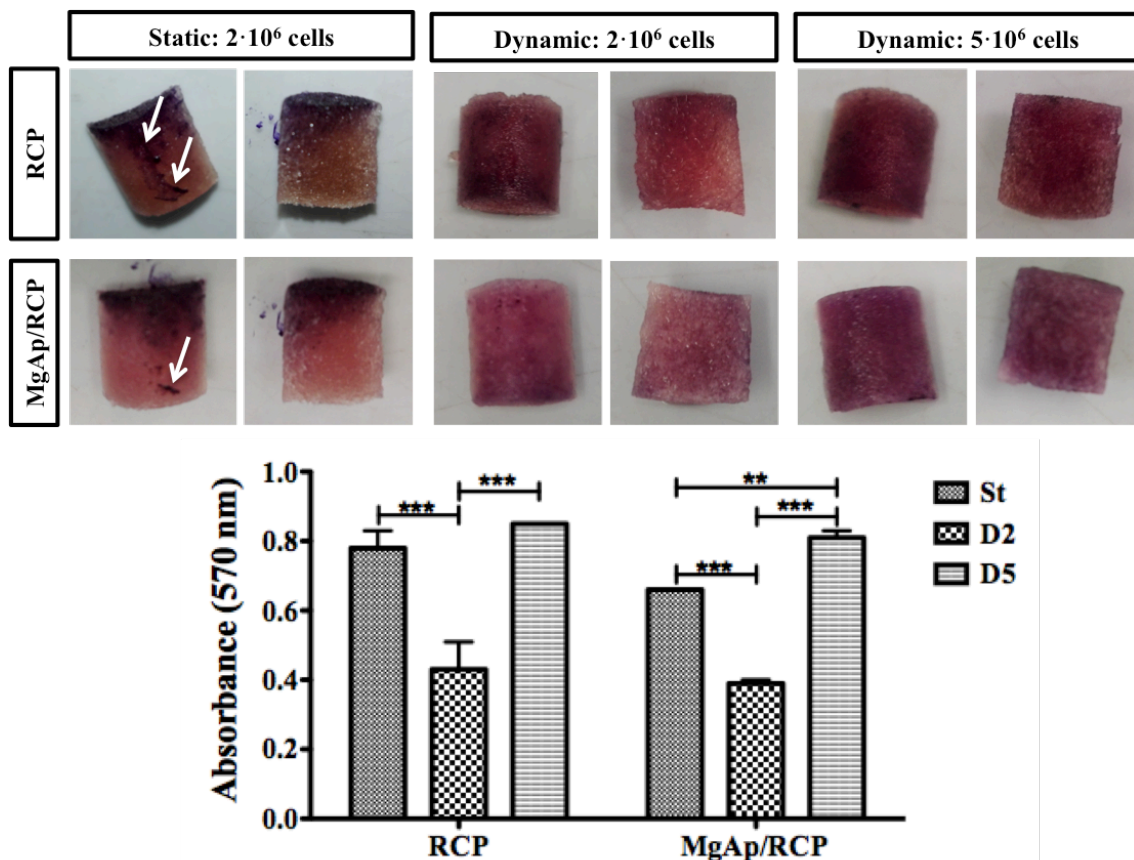 Static: 2·10⁶ cells
Dynamic: 2·10⁶ cells
Dynamic: 5·10⁶ cells
RCP
MgAp/RCP
1.0
0.8
0.6
0.4
0.2
0.0
Absorbance (570 nm)
***
***
**
***
***
St
D2
D5
RCP
MgAp/RCP